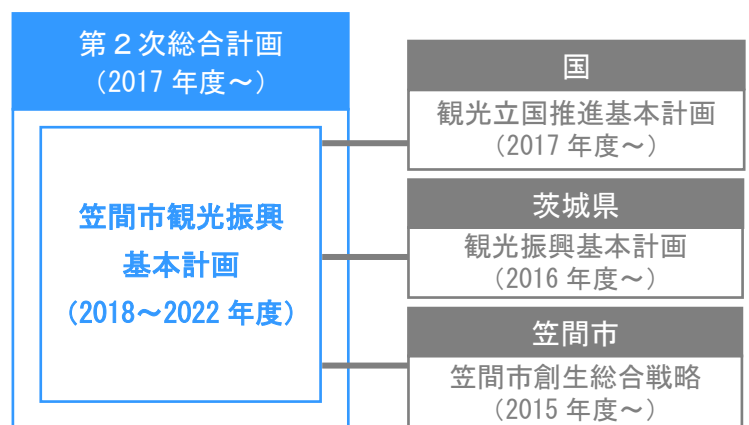 第２次総合計画
（2017 年度～）
笠間市観光振興
基本計画
（2018～2022 年度）
国
観光立国推進基本計画
（2017 年度～）
茨城県
観光振興基本計画
（2016 年度～）
笠間市
笠間市創生総合戦略
（2015 年度～）